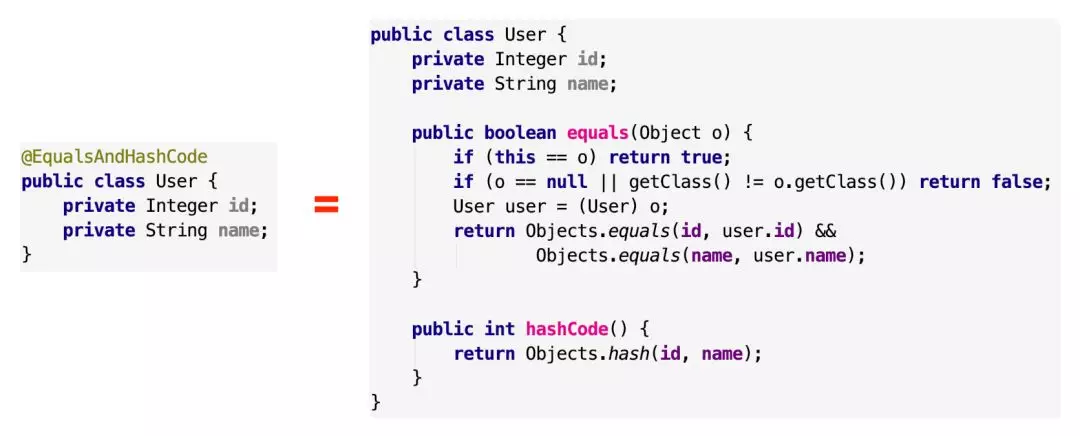 @EqualsAndHashCode
public class User {
    private Integer id;
    private String name;
}
=
public class User {
    private Integer id;
    private String name;

    public boolean equals(Object o) {
        if (this == o) return true;
        if (o == null || getClass() != o.getClass()) return false;
        User user = (User) o;
        return Objects.equals(id, user.id) &&
                Objects.equals(name, user.name);
    }

    public int hashCode() {
        return Objects.hash(id, name);
    }
}